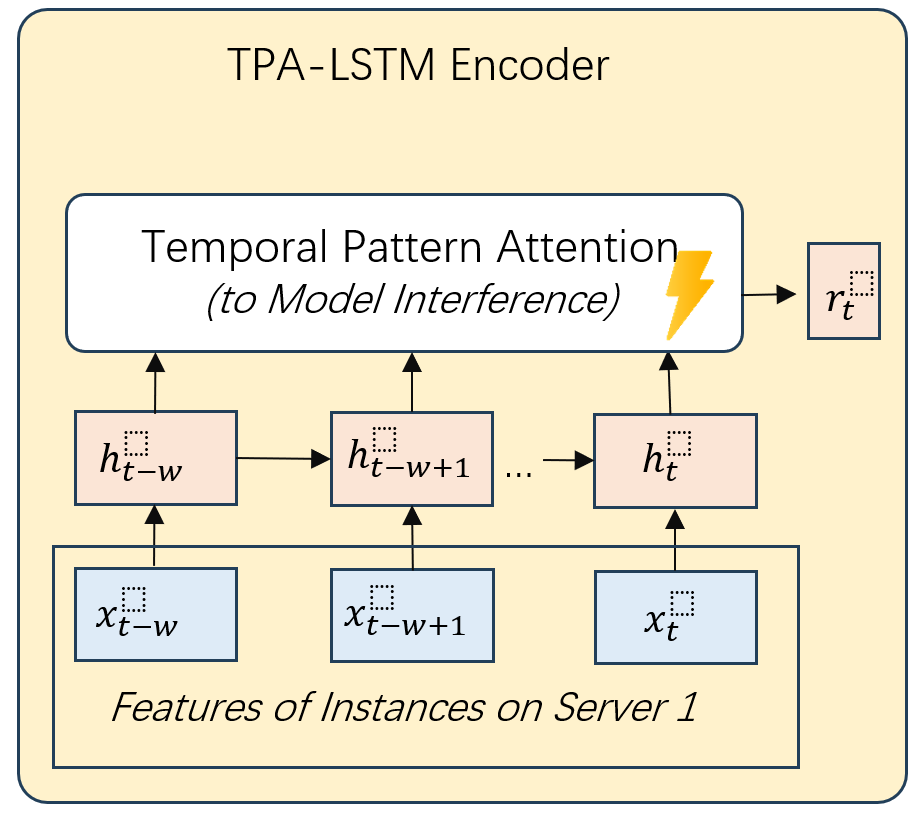 TPA-LSTM Encoder
Temporal Pattern Attention
(to Model Interference)
r_t^⬚
h_{t-w}^⬚
h_{t-w+1}^⬚
...
h_t^⬚
x_{t-w}^⬚
x_{t-w+1}^⬚
x_t^⬚
Features of Instances on Server 1